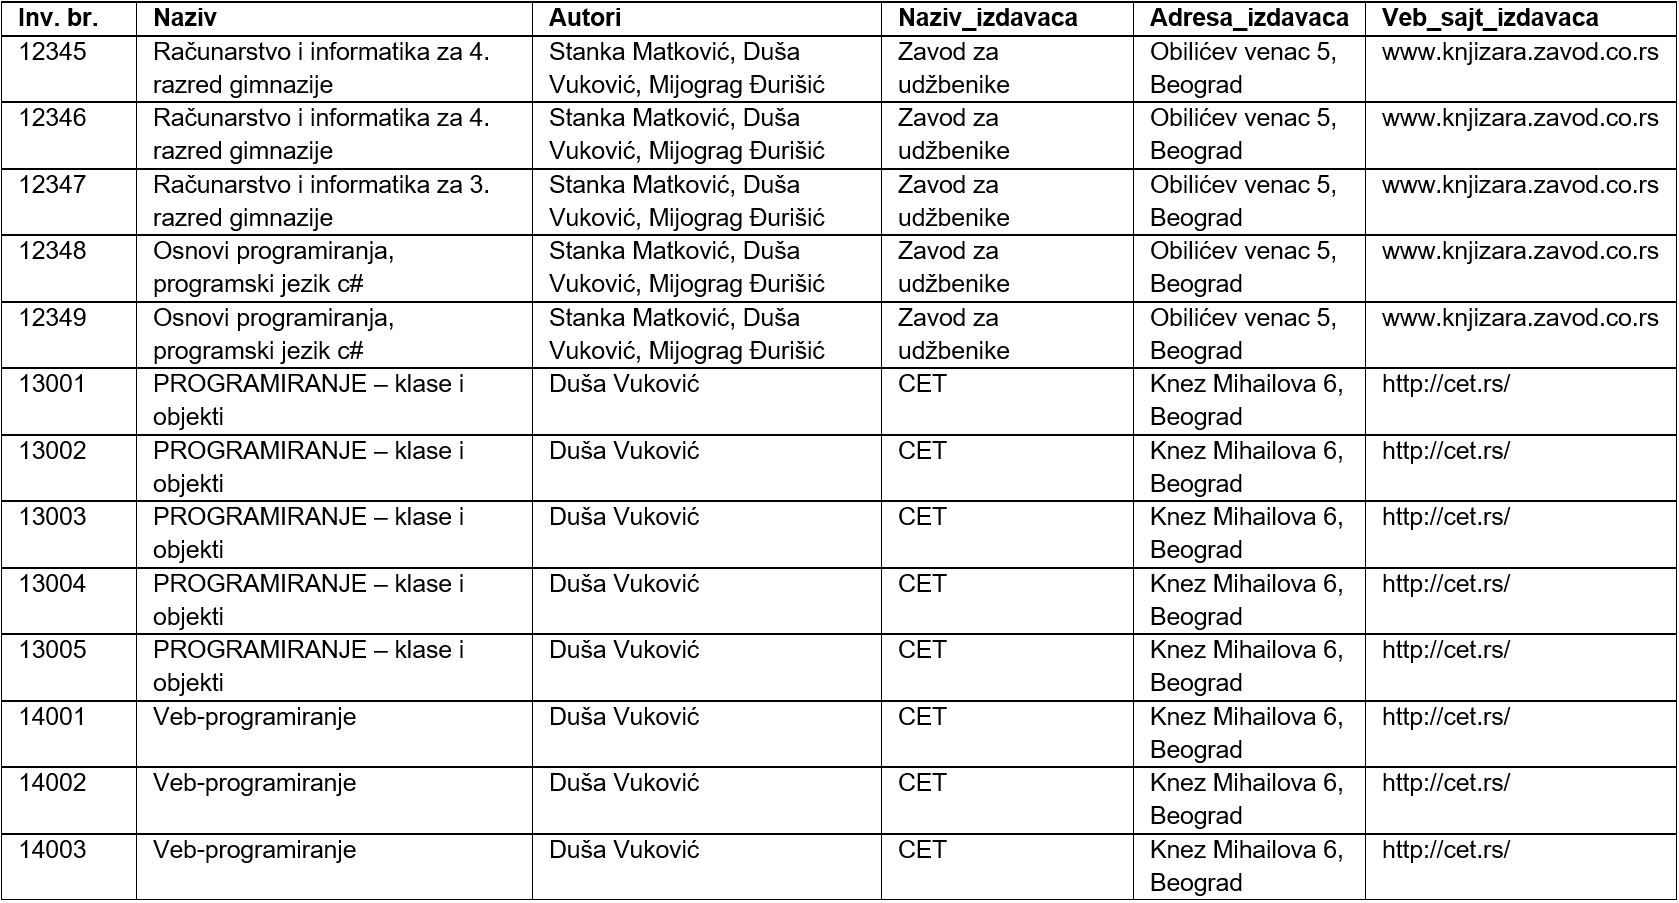 Inv. br. Naziv Autori Naziv_izdavaca Adresa_izdavaca Veb_sajt_izdavaca
12345 Računarstvo i informatika za 4. Stanka Matković, Duša Zavod za Obilićev venac 5, www.knjizara.zavod.co.rs
razred gimnazije Vuković, Mijograg Đurišić udžbenike Beograd
12346 Računarstvo i informatika za 4. Stanka Matković, Duša Zavod za Obilićev venac 5, www.knjizara.zavod.co.rs
razred gimnazije Vuković, Mijograg Đurišić udžbenike Beograd
12347 Računarstvo i informatika za 3. Stanka Matković, Duša Zavod za Obilićev venac 5, www.knjizara.zavod.co.rs
razred gimnazije Vuković, Mijograg Đurišić udžbenike Beograd
12348 Osnovi programiranja, Stanka Matković, Duša Zavod za Obilićev venac 5, www.knjizara.zavod.co.rs
programski jezik c# Vuković, Mijograg Đurišić udžbenike Beograd
12349 Osnovi programiranja, Stanka Matković, Duša Zavod za Obilićev venac 5, www.knjizara.zavod.co.rs
programski jezik c# Vuković, Mijograg Đurišić udžbenike Beograd
13001 PROGRAMIRANJE – klase i Duša Vuković CET Knez Mihailova 6, http://cet.rs/
objekti Beograd
13002 PROGRAMIRANJE – klase i Duša Vuković CET Knez Mihailova 6, http://cet.rs/
objekti Beograd
13003 PROGRAMIRANJE – klase i Duša Vuković CET Knez Mihailova 6, http://cet.rs/
objekti Beograd
13004 PROGRAMIRANJE – klase i Duša Vuković CET Knez Mihailova 6, http://cet.rs/
objekti Beograd
13005 PROGRAMIRANJE – klase i Duša Vuković CET Knez Mihailova 6, http://cet.rs/
objekti Beograd
14001 Veb-programiranje Duša Vuković CET Knez Mihailova 6, http://cet.rs/
Beograd
14002 Veb-programiranje Duša Vuković CET Knez Mihailova 6, http://cet.rs/
Beograd
14003 Veb-programiranje Duša Vuković CET Knez Mihailova 6, http://cet.rs/
Beograd